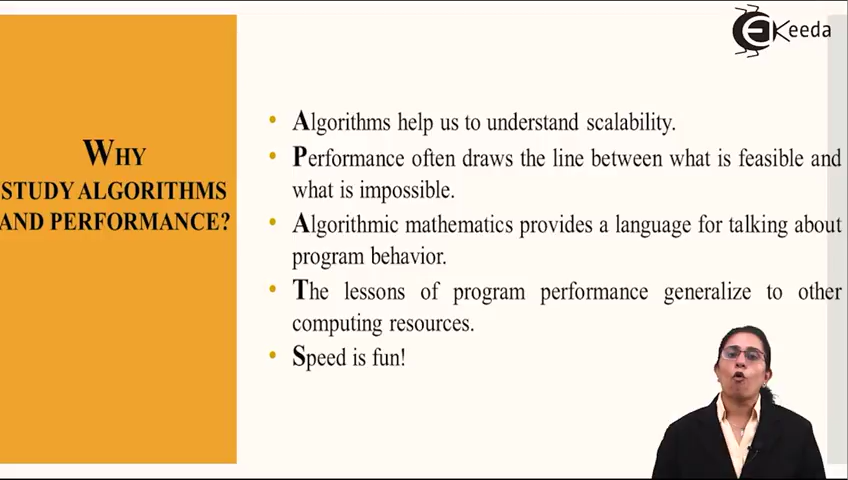 Keeda
WHY
STUDY ALGORITHMS
AND PERFORMANCE?
• Algorithms help us to understand scalability.
• Performance often draws the line between what is feasible and
what is impossible.
• Algorithmic mathematics provides a language for talking about
program behavior.
• The lessons of program performance generalize to other
computing resources.
• Speed is fun!